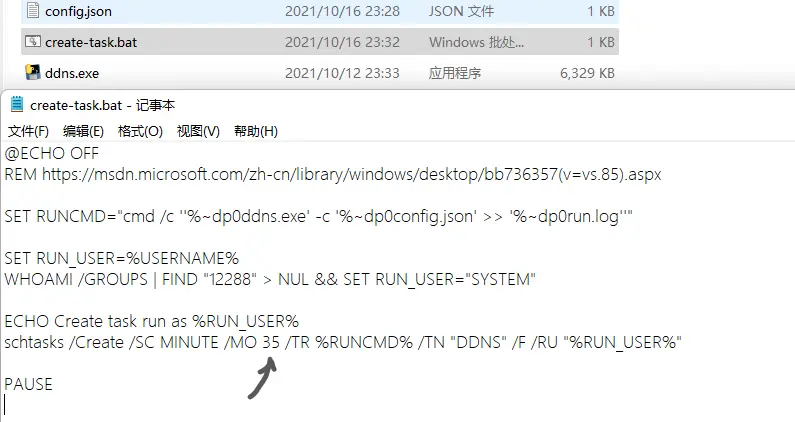 config.json 2021/10/16 23:28 JSON 文件 1 KB
create-task.bat 2021/10/16 23:32 Windows 批处... 1 KB
ddns.exe 2021/10/12 23:33 应用程序 6,329 KB
create-task.bat - 记事本
文件(F) 编辑(E) 格式(O) 视图(V) 帮助(H)
@ECHO OFF
REM https://msdn.microsoft.com/zh-cn/library/windows/desktop/bb736357(v=vs.85).aspx
SET RUNCMD="cmd /c ''%~dp0ddns.exe' -c '%~dp0config.json' >> '%~dp0run.log''"
SET RUN_USER=%USERNAME%
WHOAMI /GROUPS | FIND "12288" > NUL && SET RUN_USER="SYSTEM"
ECHO Create task run as %RUN_USER%
schtasks /Create /SC MINUTE /MO 35 /TR %RUNCMD% /TN "DDNS" /F /RU "%RUN_USER%"
PAUSE